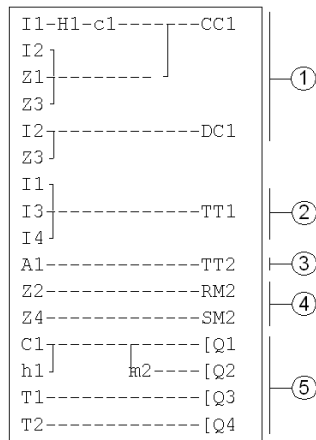 I1-H1-c1---------CC1
I2
Z1-----------
Z3
I2---------------DC1
Z3
I1
I3---------------TT1
I4
A1---------------TT2
Z2---------------RM2
Z4---------------SM2
C1---------------[Q1
h1 m2----[Q2
T1---------------[Q3
T2---------------[Q4
1
2
3
4
5